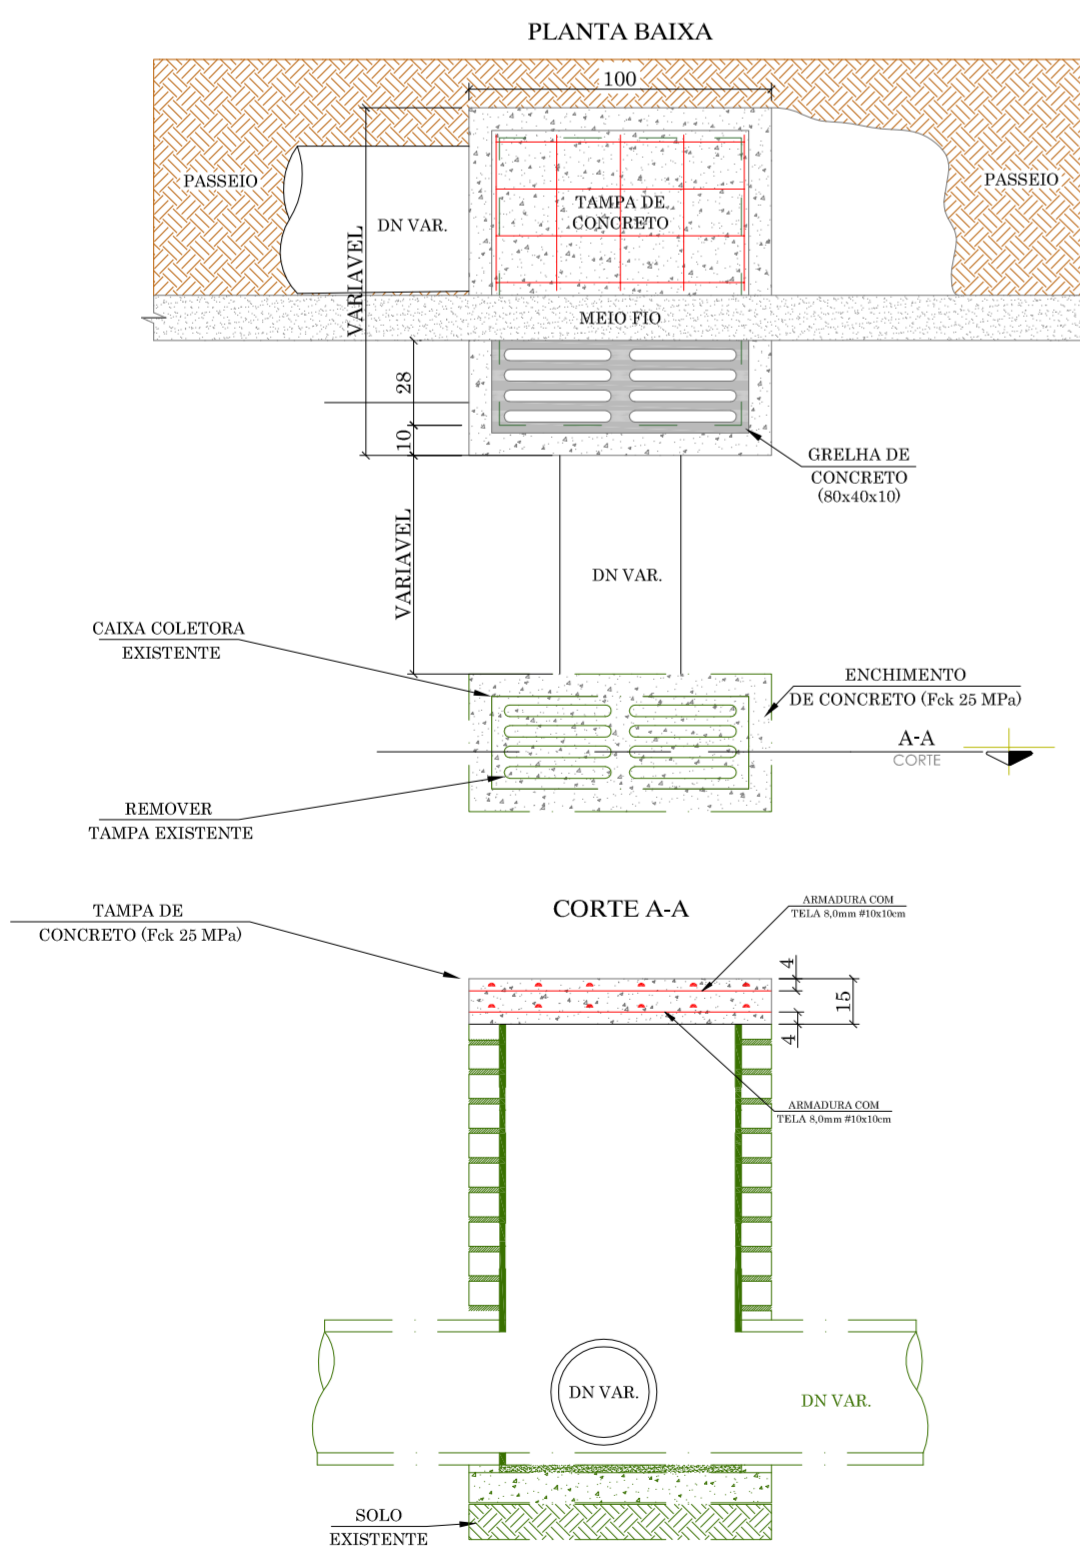 PLANTA BAIXA
100
PASSEIO
PASSEIO
DN VAR.
TAMPA DE
CONCRETO
VARIAVEL
MEIO FIO
28
10
GRELHA DE
CONCRETO
(80x40x10)
VARIAVEL
DN VAR.
CAIXA COLETORA
EXISTENTE
ENCHIMENTO
DE CONCRETO (Fck 25 MPa)
A-A
CORTE
REMOVER
TAMPA EXISTENTE
CORTE A-A
TAMPA DE
CONCRETO (Fck 25 MPa)
ARMADURA COM
TELA 8,0mm #10x10cm
4
15
4
ARMADURA COM
TELA 8,0mm #10x10cm
DN VAR.
DN VAR.
SOLO
EXISTENTE